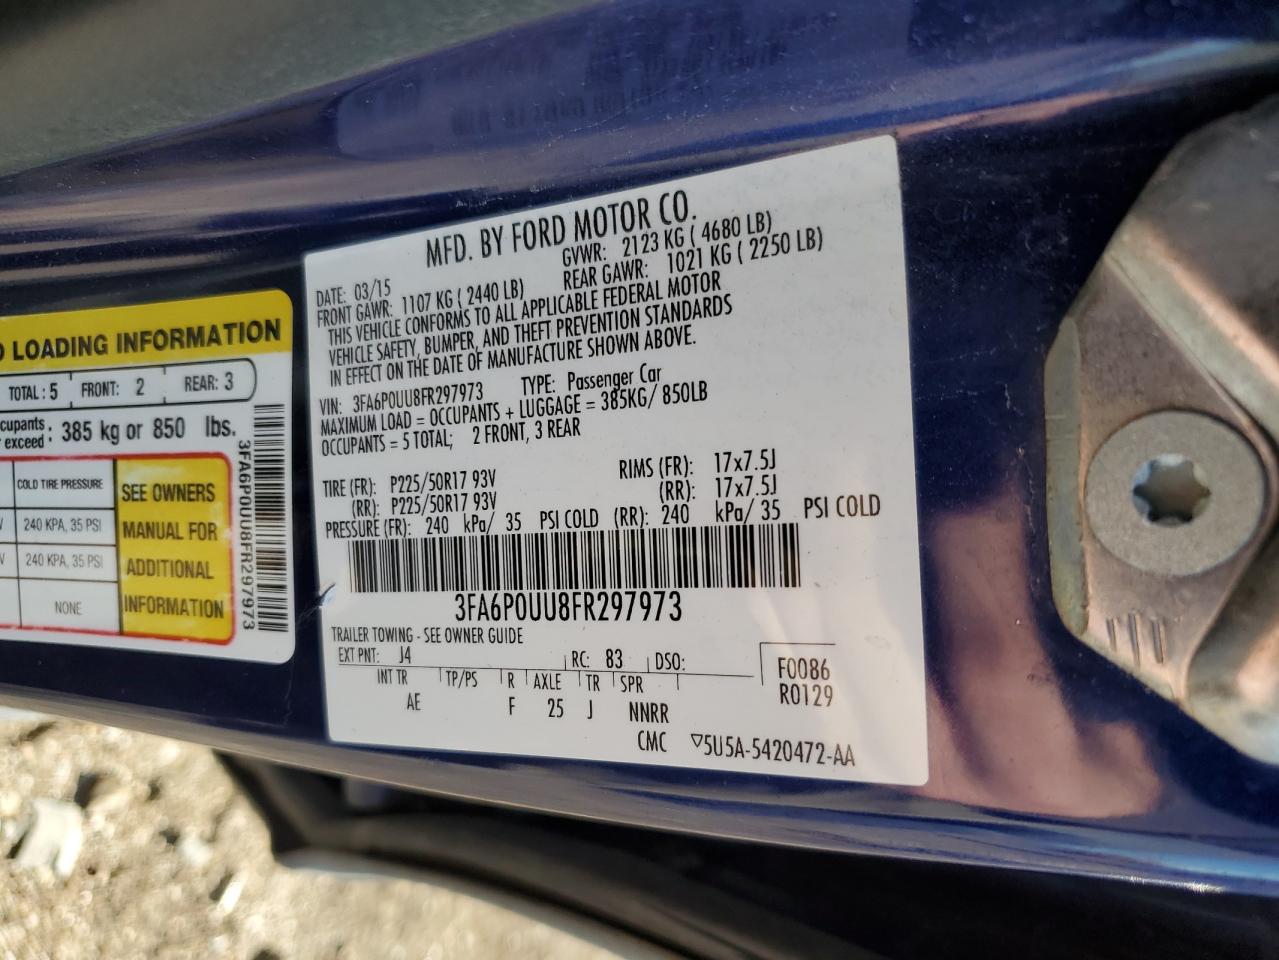 MFD. BY FORD MOTOR CO.
DATE: 03/15 GVWR: 2123 KG ( 4680 LB)
FRONT GAWR: 1107 KG ( 2440 LB) REAR GAWR: 1021 KG ( 2250 LB)
THIS VEHICLE CONFORMS TO ALL APPLICABLE FEDERAL MOTOR
VEHICLE SAFETY, BUMPER, AND THEFT PREVENTION STANDARDS
IN EFFECT ON THE DATE OF MANUFACTURE SHOWN ABOVE.
VIN: 3FA6P0UU8FR297973 TYPE: Passenger Car
MAXIMUM LOAD = OCCUPANTS + LUGGAGE = 385KG/ 850LB
OCCUPANTS = 5 TOTAL; 2 FRONT, 3 REAR
TIRE (FR): P225/50R17 93V RIMS (FR): 17x7.5J
(RR): P225/50R17 93V (RR): 17x7.5J
PRESSURE (FR): 240 kPa/ 35 PSI COLD (RR): 240 kPa/ 35 PSI COLD
3FA6P0UU8FR297973
TRAILER TOWING - SEE OWNER GUIDE
EXT PNT: J4 RC: 83 DSO: F0086
INT TR TP/PS R AXLE TR SPR R0129
AE F 25 J NNRR
CMC ▽5U5A-5420472-AA
LOADING INFORMATION
TOTAL : 5 FRONT: 2 REAR: 3
385 kg or 850 lbs.
exceed :
COLD TIRE PRESSURE
240 KPA, 35 PSI
240 KPA, 35 PSI
NONE
SEE OWNERS
MANUAL FOR
ADDITIONAL
INFORMATION
3FA6P0UU8FR297973